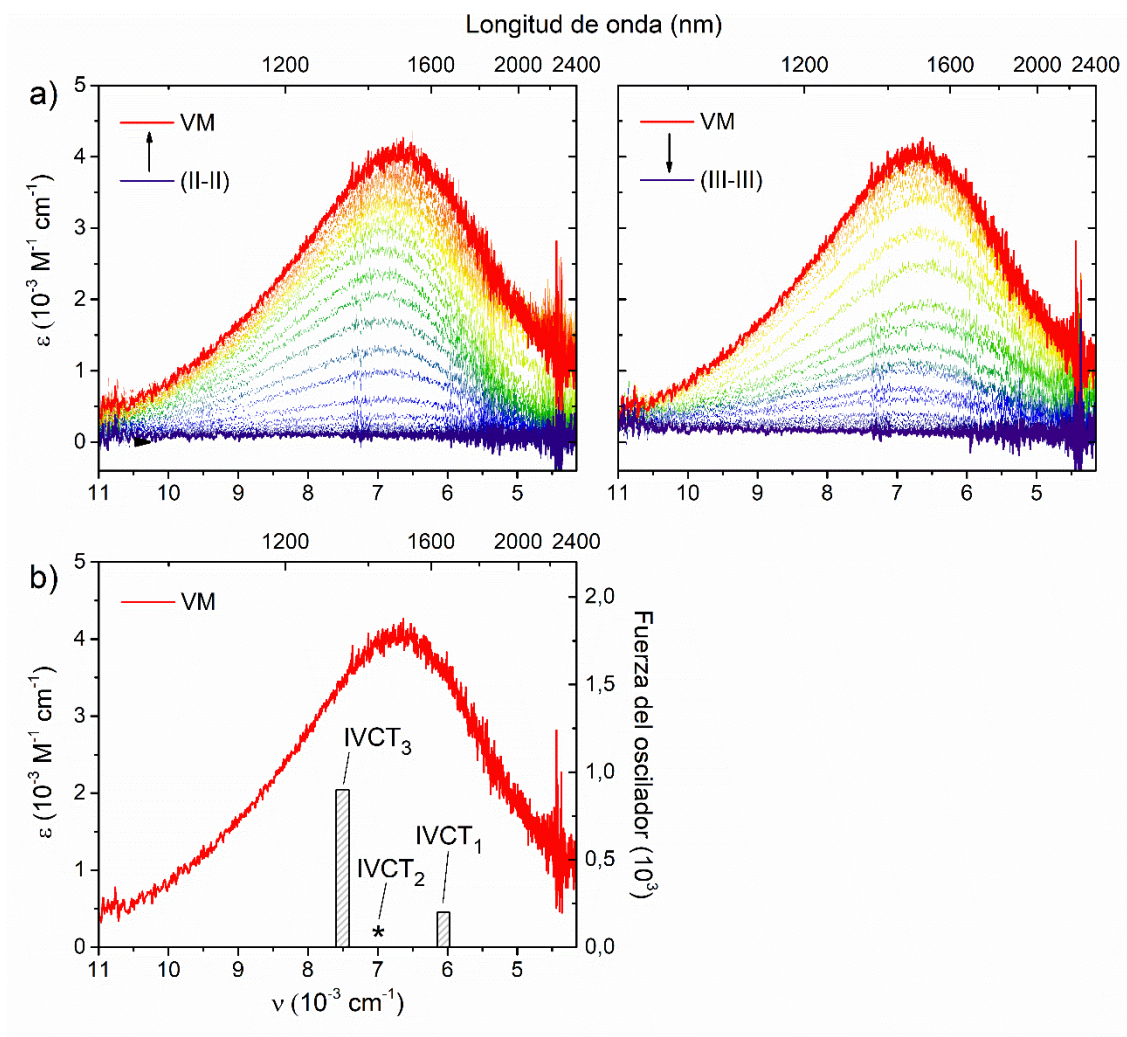 Longitud de onda (nm)
1200 1600 2000 2400 1200 1600 2000 2400
a)
VM
(II-II)
VM
(III-III)
5
4
3
2
1
0
ε (10⁻³ M⁻¹ cm⁻¹)
11 10 9 8 7 6 5 11 10 9 8 7 6 5
1200 1600 2000 2400
b)
VM
5
4
3
2
1
0
ε (10⁻³ M⁻¹ cm⁻¹)
IVCT₃
IVCT₂
IVCT₁
*
2,0
1,5
1,0
0,5
0,0
Fuerza del oscilador (10³)
11 10 9 8 7 6 5
ν (10⁻³ cm⁻¹)